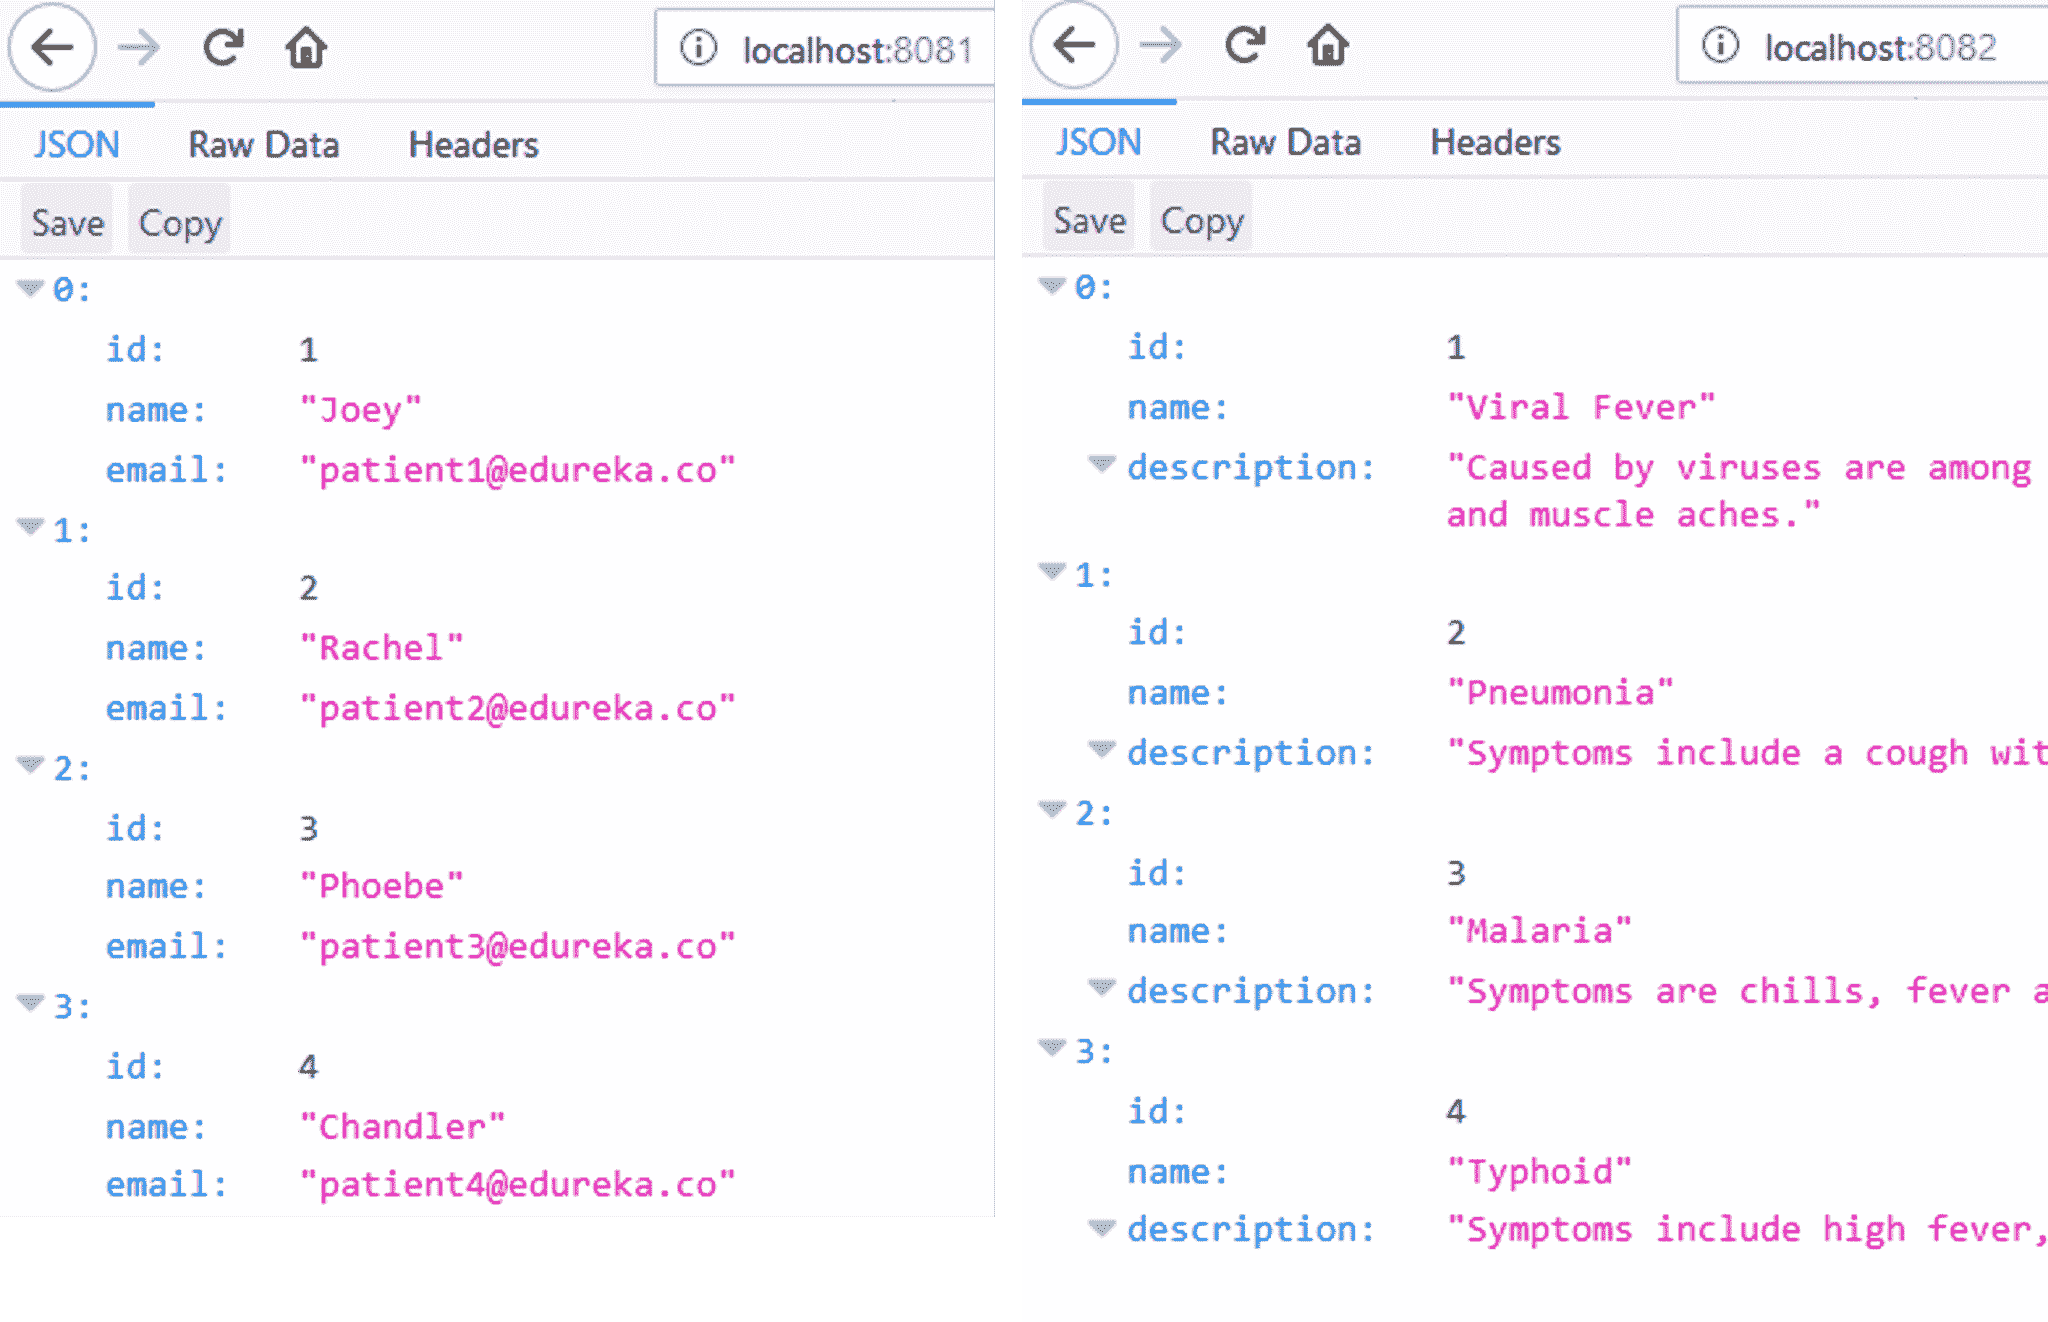 localhost:8081
JSON Raw Data Headers
Save Copy
0:
id: 1
name: "Joey"
email: "patient1@edureka.co"
1:
id: 2
name: "Rachel"
email: "patient2@edureka.co"
2:
id: 3
name: "Phoebe"
email: "patient3@edureka.co"
3:
id: 4
name: "Chandler"
email: "patient4@edureka.co"
localhost:8082
JSON Raw Data Headers
Save Copy
0:
id: 1
name: "Viral Fever"
description: "Caused by viruses are among
and muscle aches."
1:
id: 2
name: "Pneumonia"
description: "Symptoms include a cough wit
2:
id: 3
name: "Malaria"
description: "Symptoms are chills, fever a
3:
id: 4
name: "Typhoid"
description: "Symptoms include high fever,